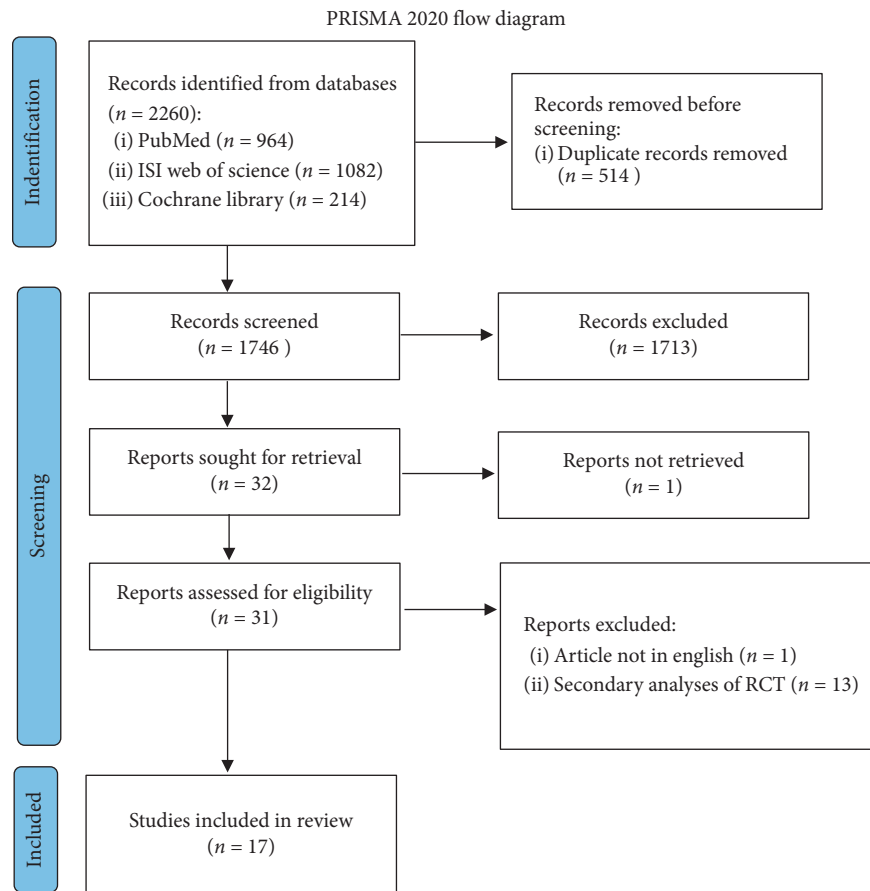 PRISMA 2020 flow diagram
Indentification
Records identified from databases
(n = 2260):
(i) PubMed (n = 964)
(ii) ISI web of science (n = 1082)
(iii) Cochrane library (n = 214)
Records removed before
screening:
(i) Duplicate records removed
(n = 514 )
Screening
Records screened
(n = 1746 )
Records excluded
(n = 1713)
Reports sought for retrieval
(n = 32)
Reports not retrieved
(n = 1)
Reports assessed for eligibility
(n = 31)
Reports excluded:
(i) Article not in english (n = 1)
(ii) Secondary analyses of RCT (n = 13)
Included
Studies included in review
(n = 17)